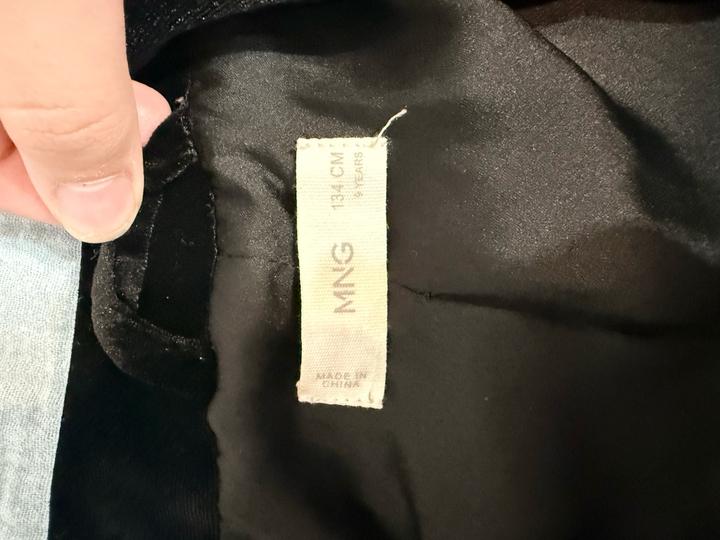 134 CM
9 YEARS
MNG
MADE IN
CHINA